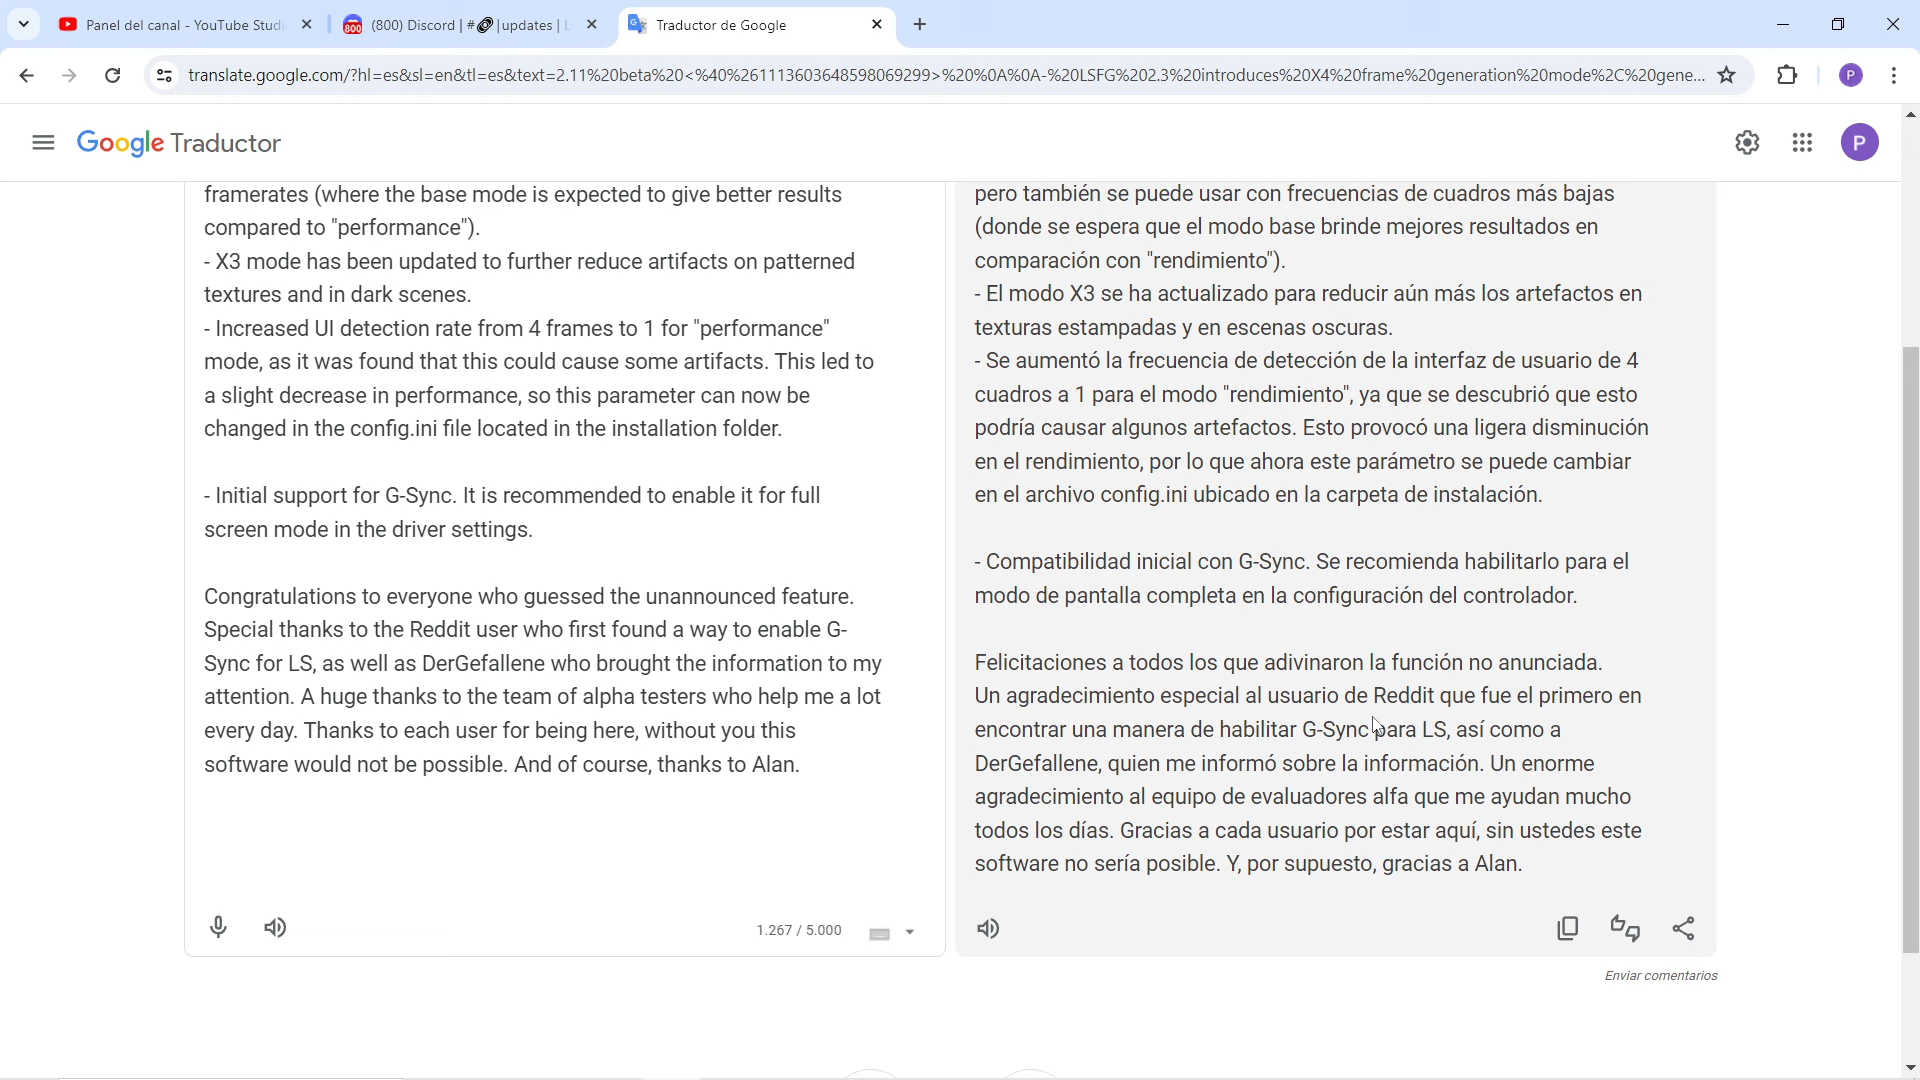 Panel del canal - YouTube Studi
(800) Discord | #🔗|updates | L
Traductor de Google
translate.google.com/?hl=es&sl=en&tl=es&text=2.11%20beta%20<%40%261113603648598069299>%20%0A%0A-%20LSFG%202.3%20introduces%20X4%20frame%20generation%20mode%2C%20gene...
P
Google Traductor
P
framerates (where the base mode is expected to give better results
compared to "performance").
- X3 mode has been updated to further reduce artifacts on patterned
textures and in dark scenes.
- Increased UI detection rate from 4 frames to 1 for "performance"
mode, as it was found that this could cause some artifacts. This led to
a slight decrease in performance, so this parameter can now be
changed in the config.ini file located in the installation folder.
- Initial support for G-Sync. It is recommended to enable it for full
screen mode in the driver settings.
Congratulations to everyone who guessed the unannounced feature.
Special thanks to the Reddit user who first found a way to enable G-
Sync for LS, as well as DerGefallene who brought the information to my
attention. A huge thanks to the team of alpha testers who help me a lot
every day. Thanks to each user for being here, without you this
software would not be possible. And of course, thanks to Alan.
1.267 / 5.000
pero también se puede usar con frecuencias de cuadros más bajas
(donde se espera que el modo base brinde mejores resultados en
comparación con "rendimiento").
- El modo X3 se ha actualizado para reducir aún más los artefactos en
texturas estampadas y en escenas oscuras.
- Se aumentó la frecuencia de detección de la interfaz de usuario de 4
cuadros a 1 para el modo "rendimiento", ya que se descubrió que esto
podría causar algunos artefactos. Esto provocó una ligera disminución
en el rendimiento, por lo que ahora este parámetro se puede cambiar
en el archivo config.ini ubicado en la carpeta de instalación.
- Compatibilidad inicial con G-Sync. Se recomienda habilitarlo para el
modo de pantalla completa en la configuración del controlador.
Felicitaciones a todos los que adivinaron la función no anunciada.
Un agradecimiento especial al usuario de Reddit que fue el primero en
encontrar una manera de habilitar G-Sync para LS, así como a
DerGefallene, quien me informó sobre la información. Un enorme
agradecimiento al equipo de evaluadores alfa que me ayudan mucho
todos los días. Gracias a cada usuario por estar aquí, sin ustedes este
software no sería posible. Y, por supuesto, gracias a Alan.
Enviar comentarios